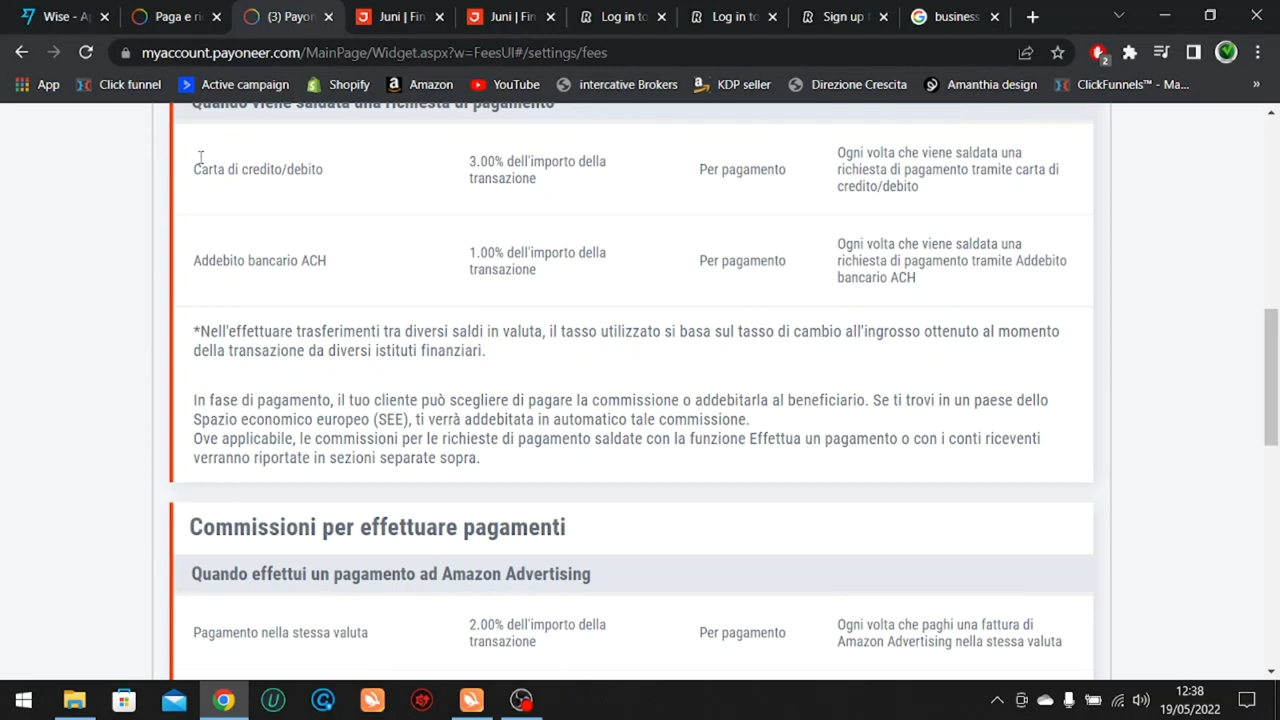 Wise - A
Paga e ri
(3) Payon
Juni | Fin
Juni | Fin
Log in to
Log in to
Sign up
business
myaccount.payoneer.com/MainPage/Widget.aspx?w=FeesUI#/settings/fees
2
App
Click funnel
Active campaign
Shopify
Amazon
YouTube
intercative Brokers
KDP seller
Direzione Crescita
Amanthia design
ClickFunnels™ - Ma...
»
Quando viene saldata una richiesta di pagamento
Carta di credito/debito
3.00% dell'importo della
transazione
Per pagamento
Ogni volta che viene saldata una
richiesta di pagamento tramite carta di
credito/debito
Addebito bancario ACH
1.00% dell'importo della
transazione
Per pagamento
Ogni volta che viene saldata una
richiesta di pagamento tramite Addebito
bancario ACH
*Nell'effettuare trasferimenti tra diversi saldi in valuta, il tasso utilizzato si basa sul tasso di cambio all'ingrosso ottenuto al momento
della transazione da diversi istituti finanziari.
In fase di pagamento, il tuo cliente può scegliere di pagare la commissione o addebitarla al beneficiario. Se ti trovi in un paese dello
Spazio economico europeo (SEE), ti verrà addebitata in automatico tale commissione.
Ove applicabile, le commissioni per le richieste di pagamento saldate con la funzione Effettua un pagamento o con i conti riceventi
verranno riportate in sezioni separate sopra.
Commissioni per effettuare pagamenti
Quando effettui un pagamento ad Amazon Advertising
Pagamento nella stessa valuta
2.00% dell'importo della
transazione
Per pagamento
Ogni volta che paghi una fattura di
Amazon Advertising nella stessa valuta
12:38
19/05/2022